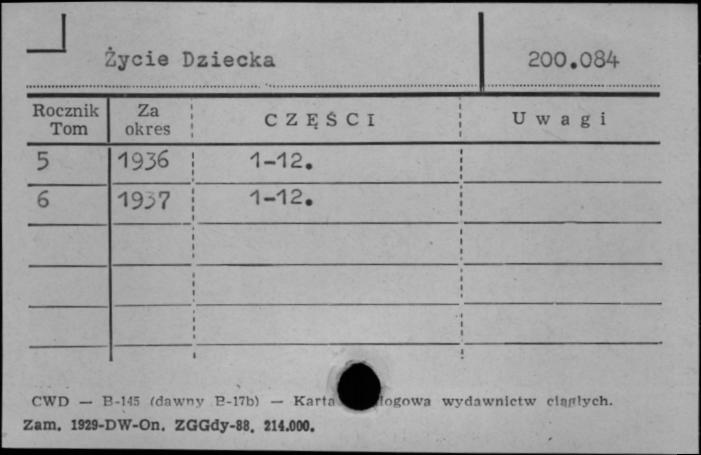 Życie Dziecka 200.084
Rocznik Tom Za okres CZĘŚCI Uwagi
5 1936 1-12.
6 1937 1-12.
CWD — B-145 (dawny B-17b) — Karta logowa wydawnictw ciągłych.
Zam. 1929-DW-On. ZGGdy-88. 214.000.